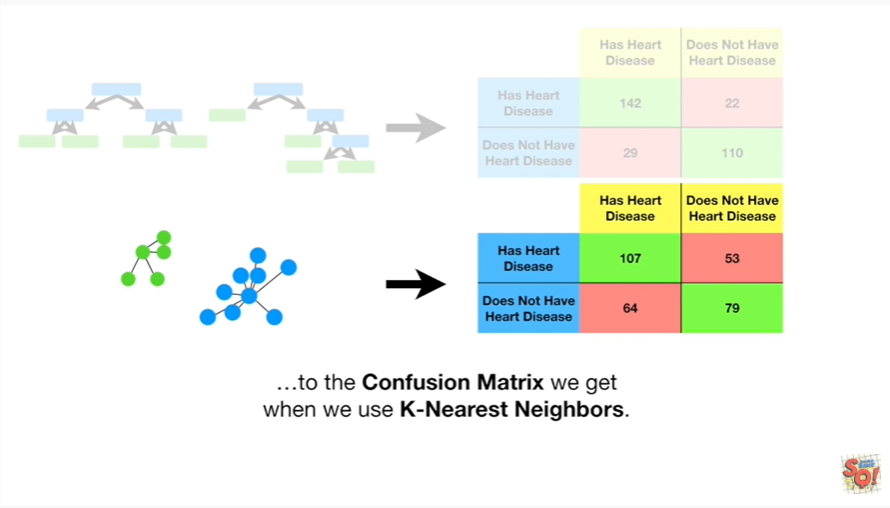 Has Heart
Disease
Does Not Have
Heart Disease
Has Heart
Disease
142
22
Does Not Have
Heart Disease
29
110
Has Heart
Disease
Does Not Have
Heart Disease
Has Heart
Disease
107
53
Does Not Have
Heart Disease
64
79
…to the Confusion Matrix we get
when we use K-Nearest Neighbors.
SQ!